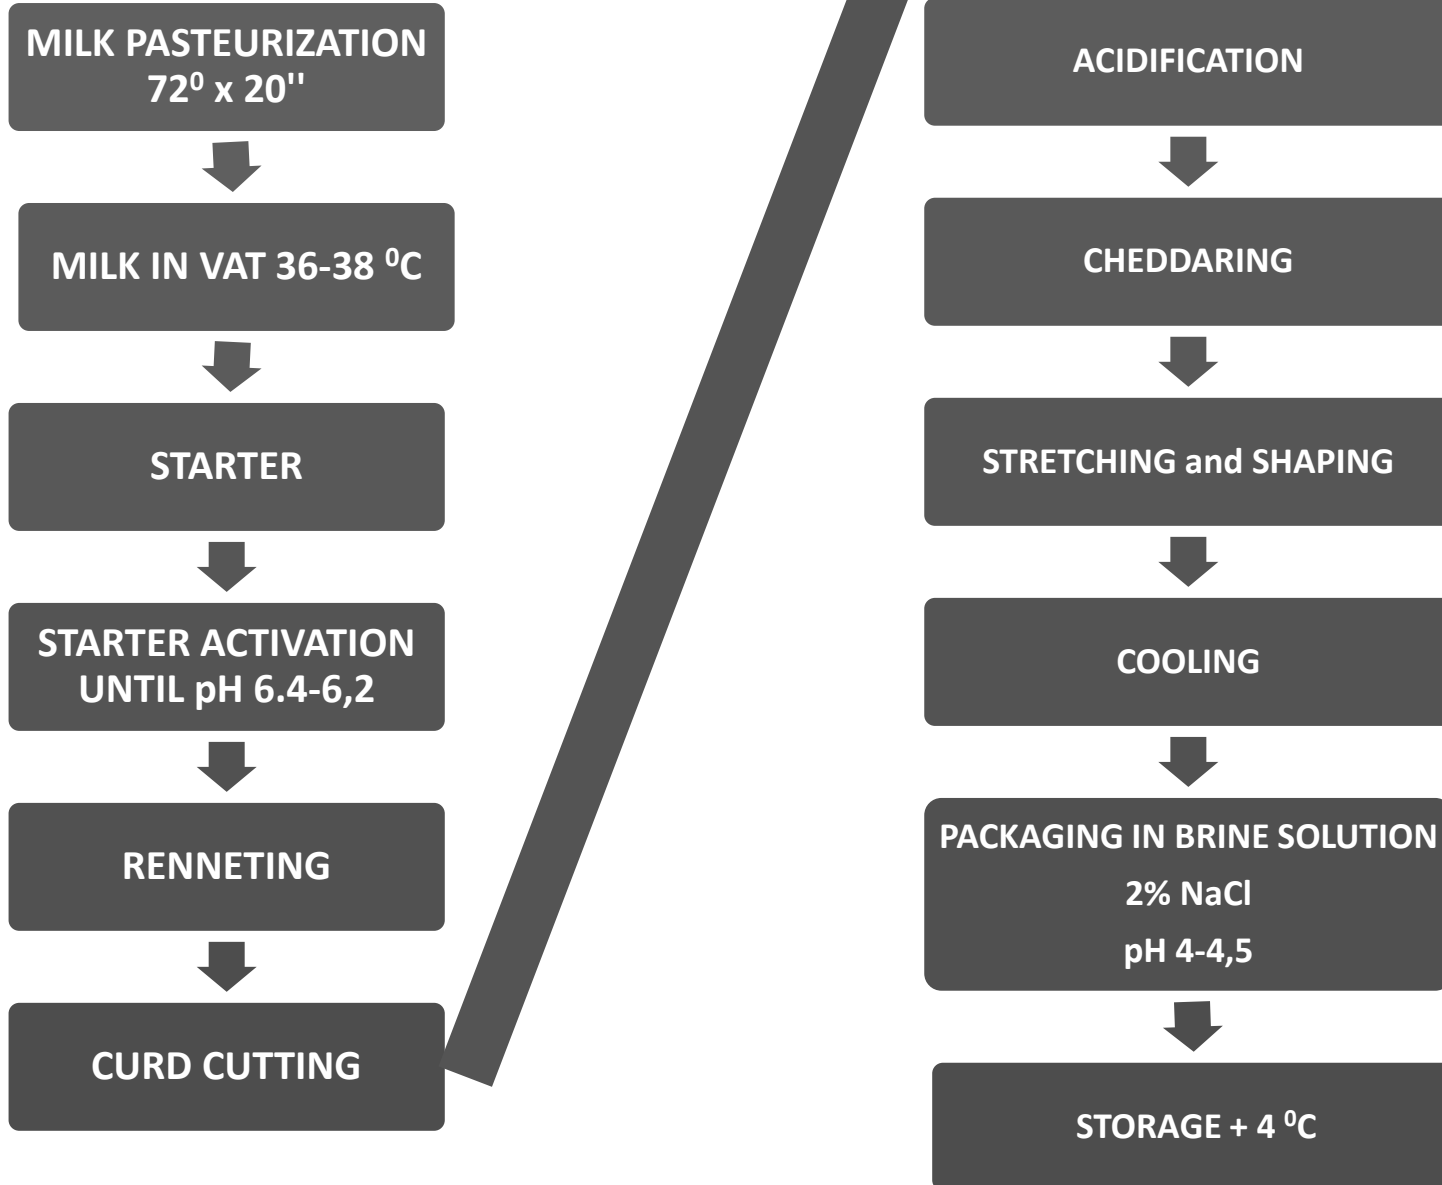 MILK PASTEURIZATION
72⁰ x 20''
MILK IN VAT 36-38 ⁰C
STARTER
STARTER ACTIVATION
UNTIL pH 6.4-6,2
RENNETING
CURD CUTTING
ACIDIFICATION
CHEDDARING
STRETCHING and SHAPING
COOLING
PACKAGING IN BRINE SOLUTION
2% NaCl
pH 4-4,5
STORAGE + 4 ⁰C